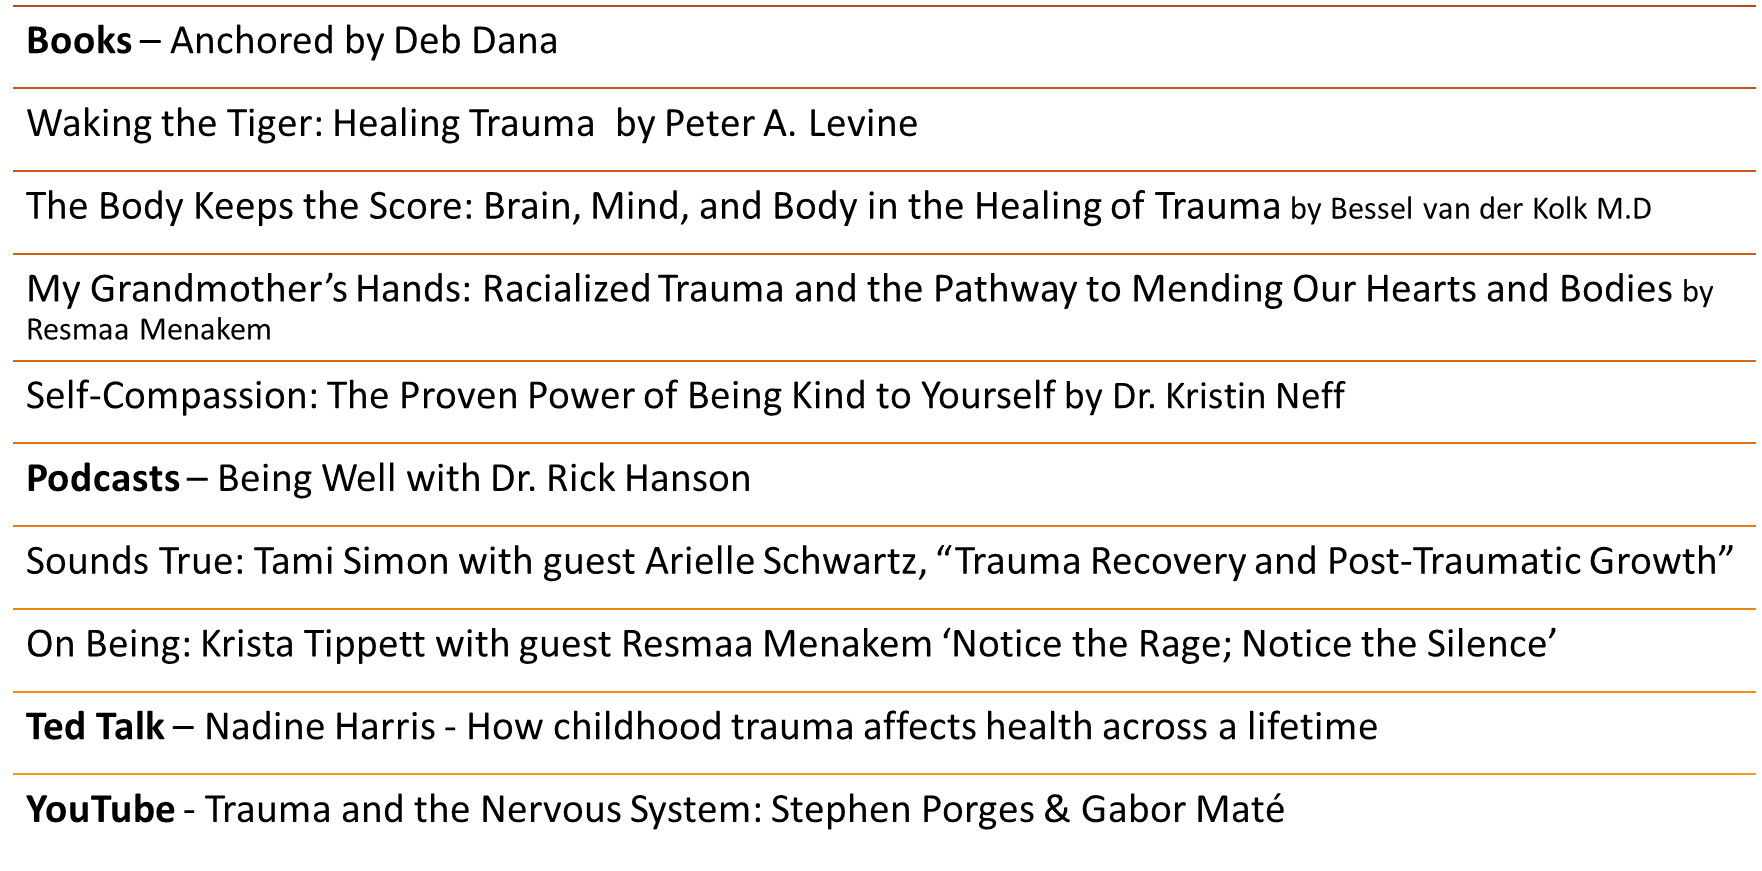 Books – Anchored by Deb Dana
Waking the Tiger: Healing Trauma  by Peter A. Levine
The Body Keeps the Score: Brain, Mind, and Body in the Healing of Trauma by Bessel van der Kolk M.D
My Grandmother’s Hands: Racialized Trauma and the Pathway to Mending Our Hearts and Bodies by
Resmaa Menakem
Self-Compassion: The Proven Power of Being Kind to Yourself by Dr. Kristin Neff
Podcasts – Being Well with Dr. Rick Hanson
Sounds True: Tami Simon with guest Arielle Schwartz, “Trauma Recovery and Post-Traumatic Growth”
On Being: Krista Tippett with guest Resmaa Menakem ‘Notice the Rage; Notice the Silence’
Ted Talk – Nadine Harris - How childhood trauma affects health across a lifetime
YouTube - Trauma and the Nervous System: Stephen Porges & Gabor Maté